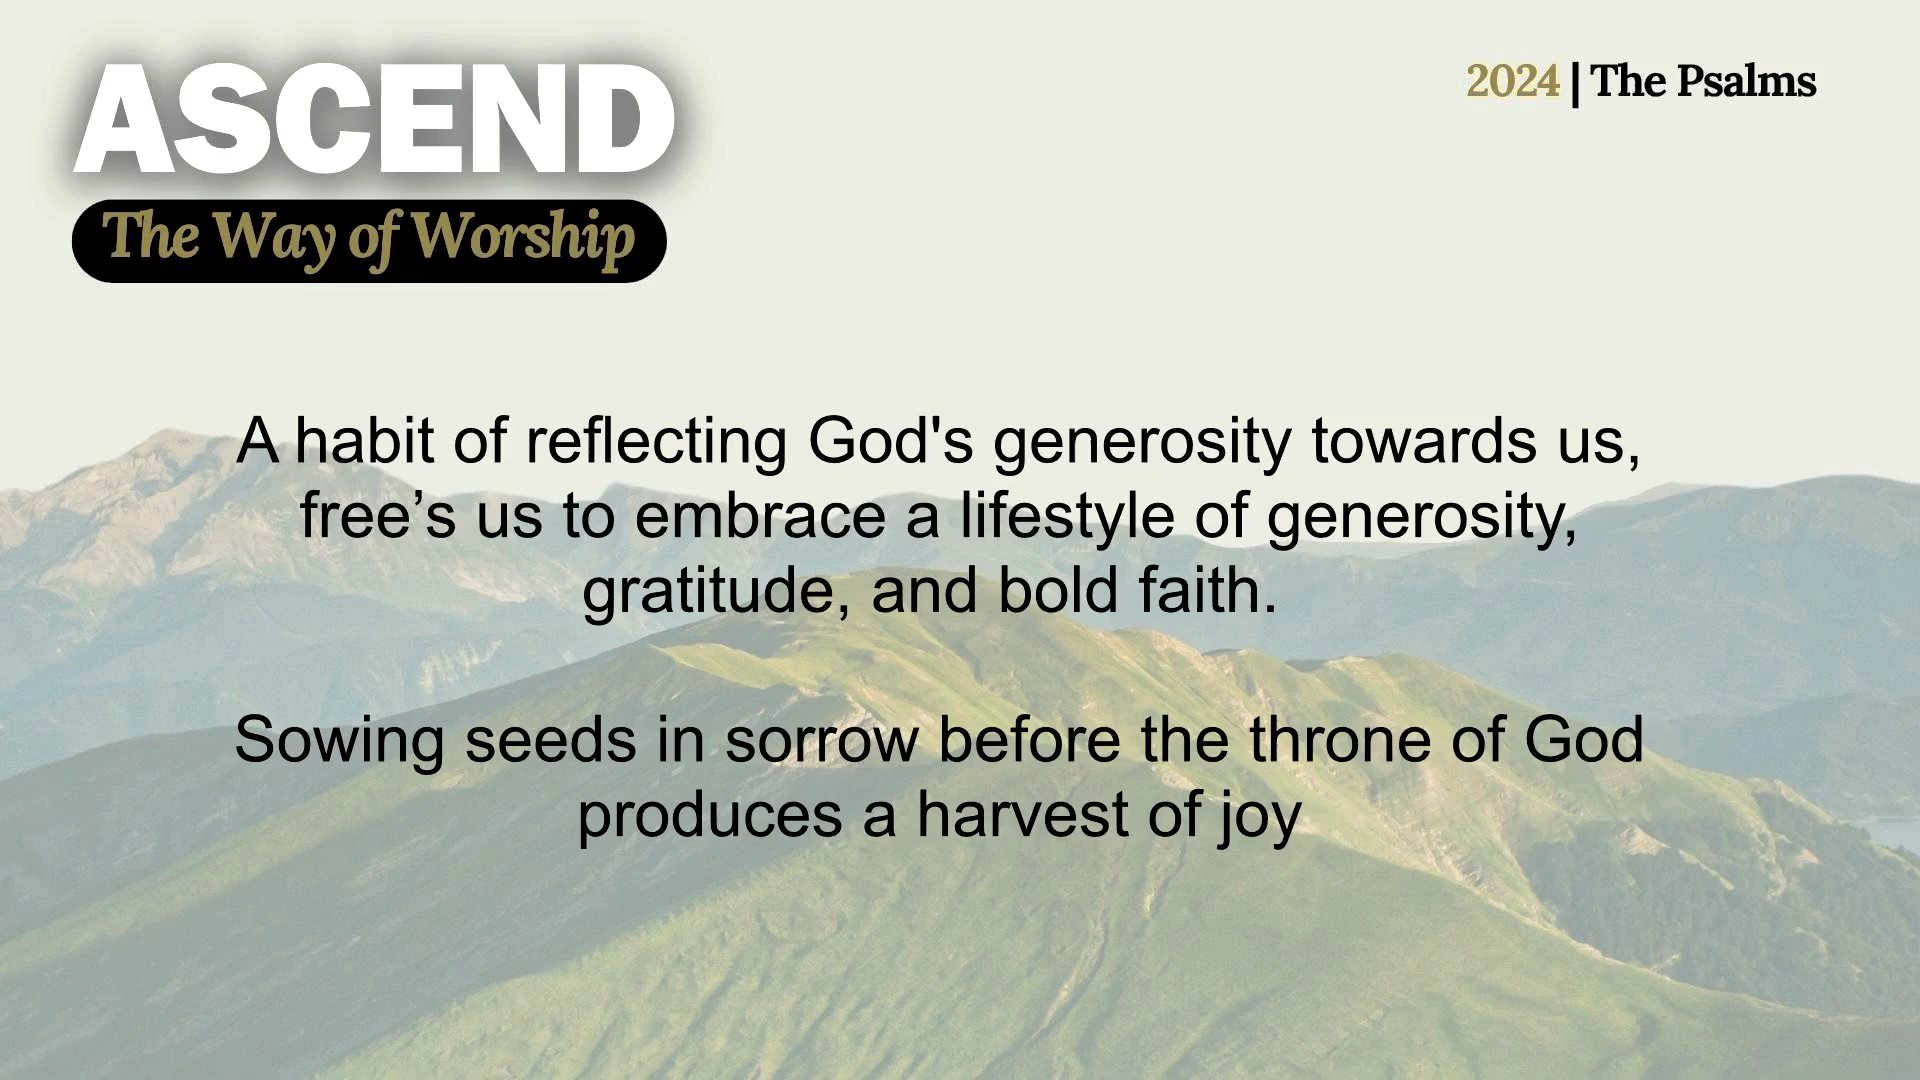 ASCEND
The Way of Worship
2024 | The Psalms
A habit of reflecting God's generosity towards us,
free’s us to embrace a lifestyle of generosity,
gratitude, and bold faith.
Sowing seeds in sorrow before the throne of God
produces a harvest of joy